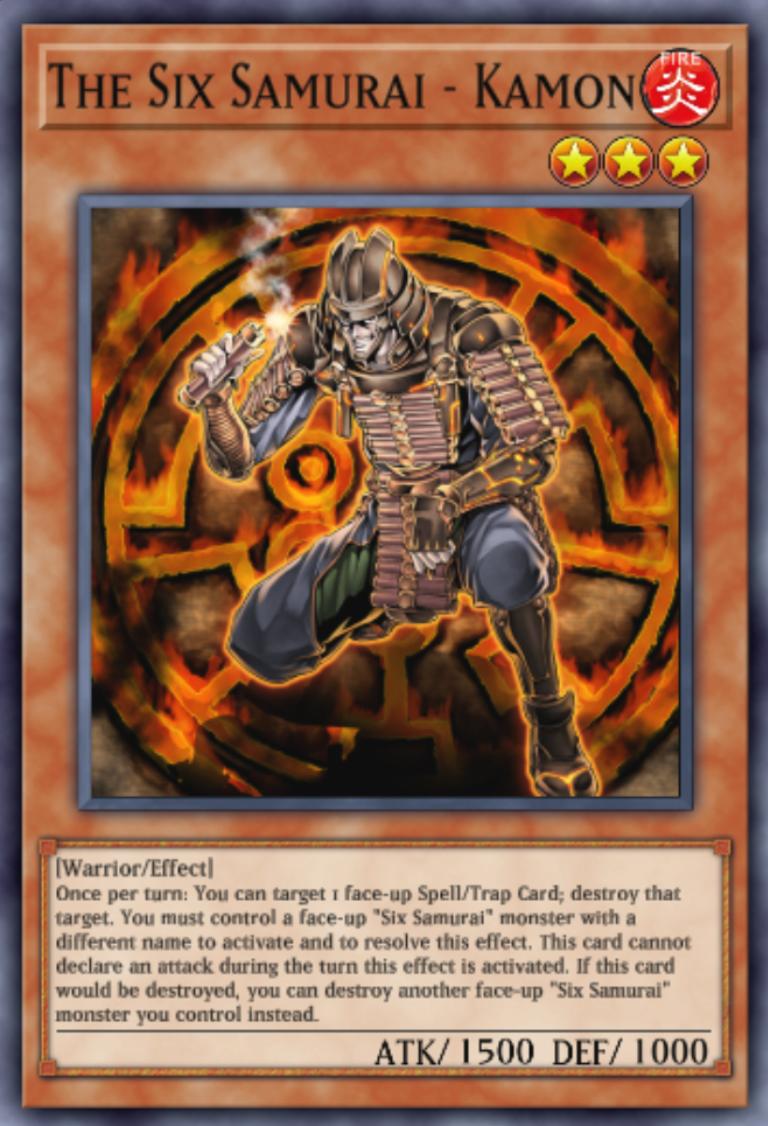 The Six Samurai - Kamon
FIRE
炎
[Warrior/Effect]
Once per turn: You can target 1 face-up Spell/Trap Card; destroy that
target. You must control a face-up "Six Samurai" monster with a
different name to activate and to resolve this effect. This card cannot
declare an attack during the turn this effect is activated. If this card
would be destroyed, you can destroy another face-up "Six Samurai"
monster you control instead.
ATK/ 1500 DEF/ 1000